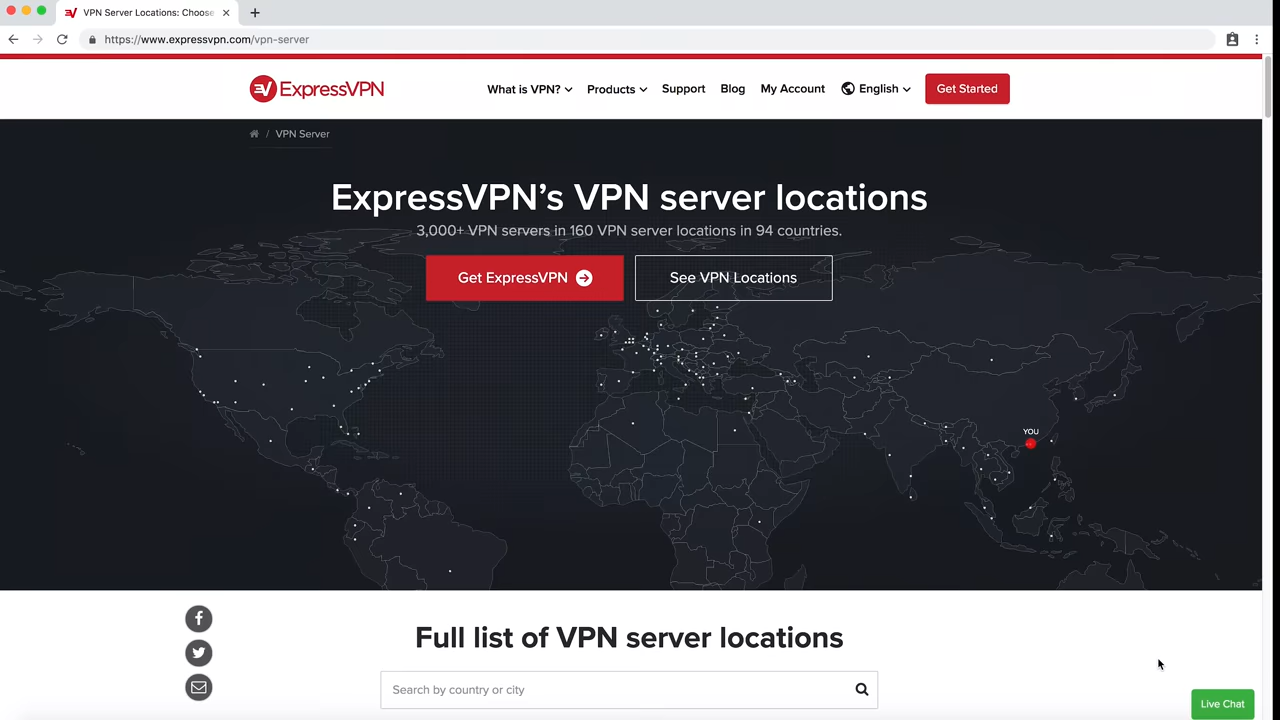 VPN Server Locations: Choose
https://www.expressvpn.com/vpn-server
ExpressVPN
What is VPN?
Products
Support
Blog
My Account
English
Get Started
/ VPN Server
ExpressVPN’s VPN server locations
3,000+ VPN servers in 160 VPN server locations in 94 countries.
Get ExpressVPN
See VPN Locations
YOU
Full list of VPN server locations
Search by country or city
Live Chat